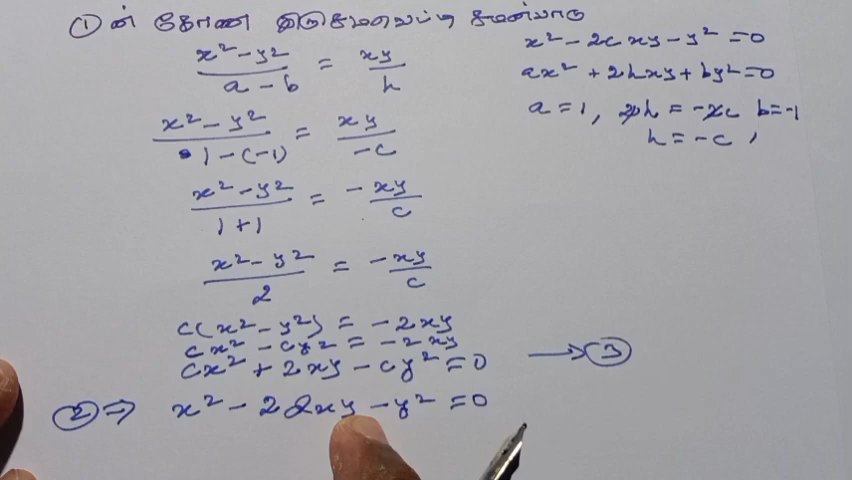 ① ன் கோண இருசமவெட்டி சமன்பாடு
x² - y² / a - b = xy / h
x² - y² / 1 - (-1) = xy / -c
x² - y² / 1 + 1 = - xy / c
x² - y² / 2 = - xy / c
c(x² - y²) = -2xy
cx² - cy² = -2xy
cx² + 2xy - cy² = 0 → ③
② ⇒ x² - 2dxy - y² = 0
x² - 2cxy - y² = 0
ax² + 2hxy + by² = 0
a = 1, 2h = -2c b = -1
h = -c,